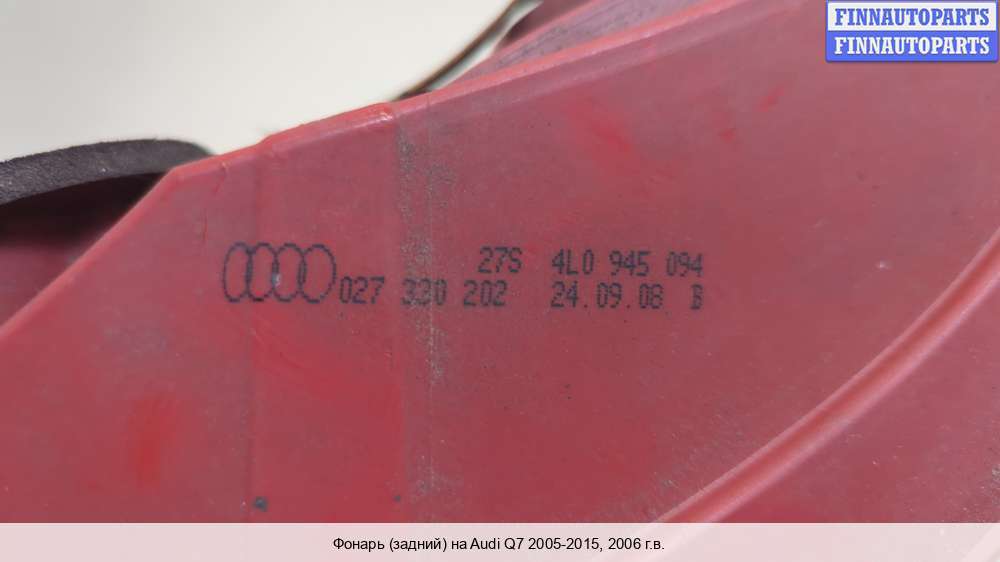 FINNAUTOPARTS
FINNAUTOPARTS
27S 4L0 945 094
027 330 202 24.09.08 B
Фонарь (задний) на Audi Q7 2005-2015, 2006 г.в.